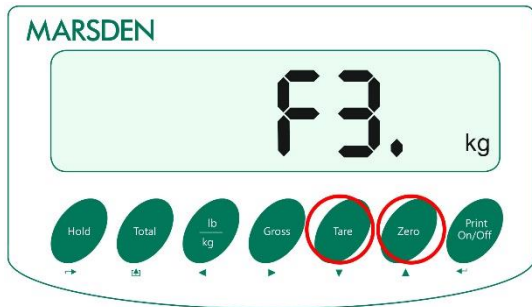 MARSDEN
F3.
kg
Hold
Total
lb
kg
Gross
Tare
Zero
Print
On/Off